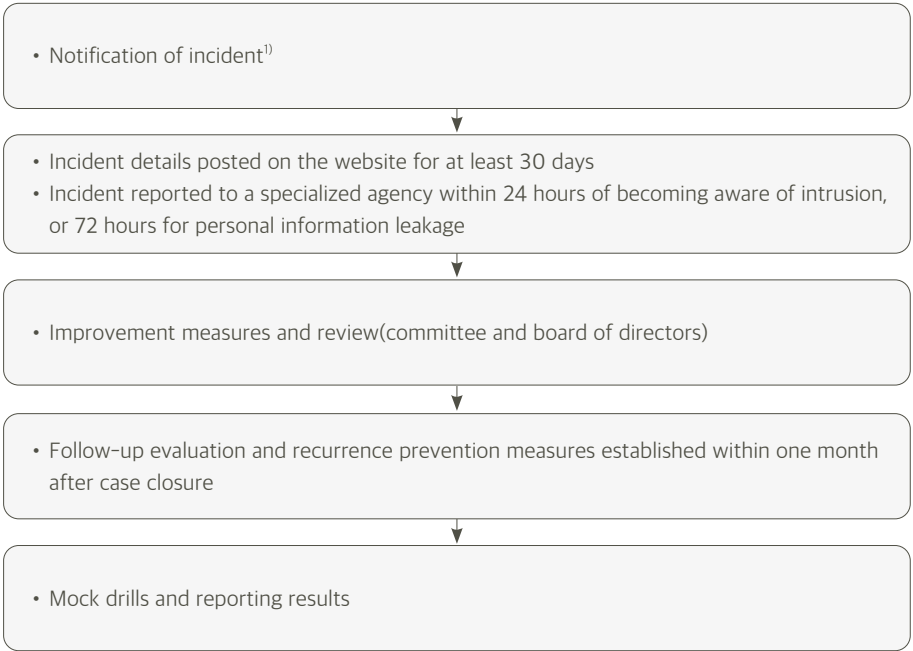 • Notification of incident1)
• Incident details posted on the website for at least 30 days
• Incident reported to a specialized agency within 24 hours of becoming aware of intrusion,
or 72 hours for personal information leakage
• Improvement measures and review(committee and board of directors)
• Follow-up evaluation and recurrence prevention measures established within one month
after case closure
• Mock drills and reporting results